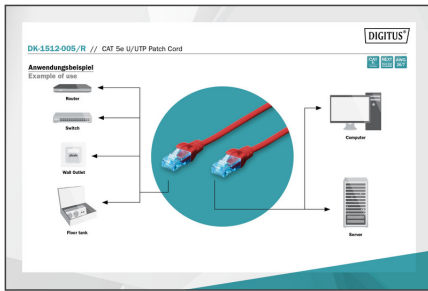 DIGITUS®
DK-1512-005/R // CAT 5e U/UTP Patch Cord
Anwendungsbeispiel
Example of use
Router
Switch
Wall Outlet
Floor tank
Computer
Server